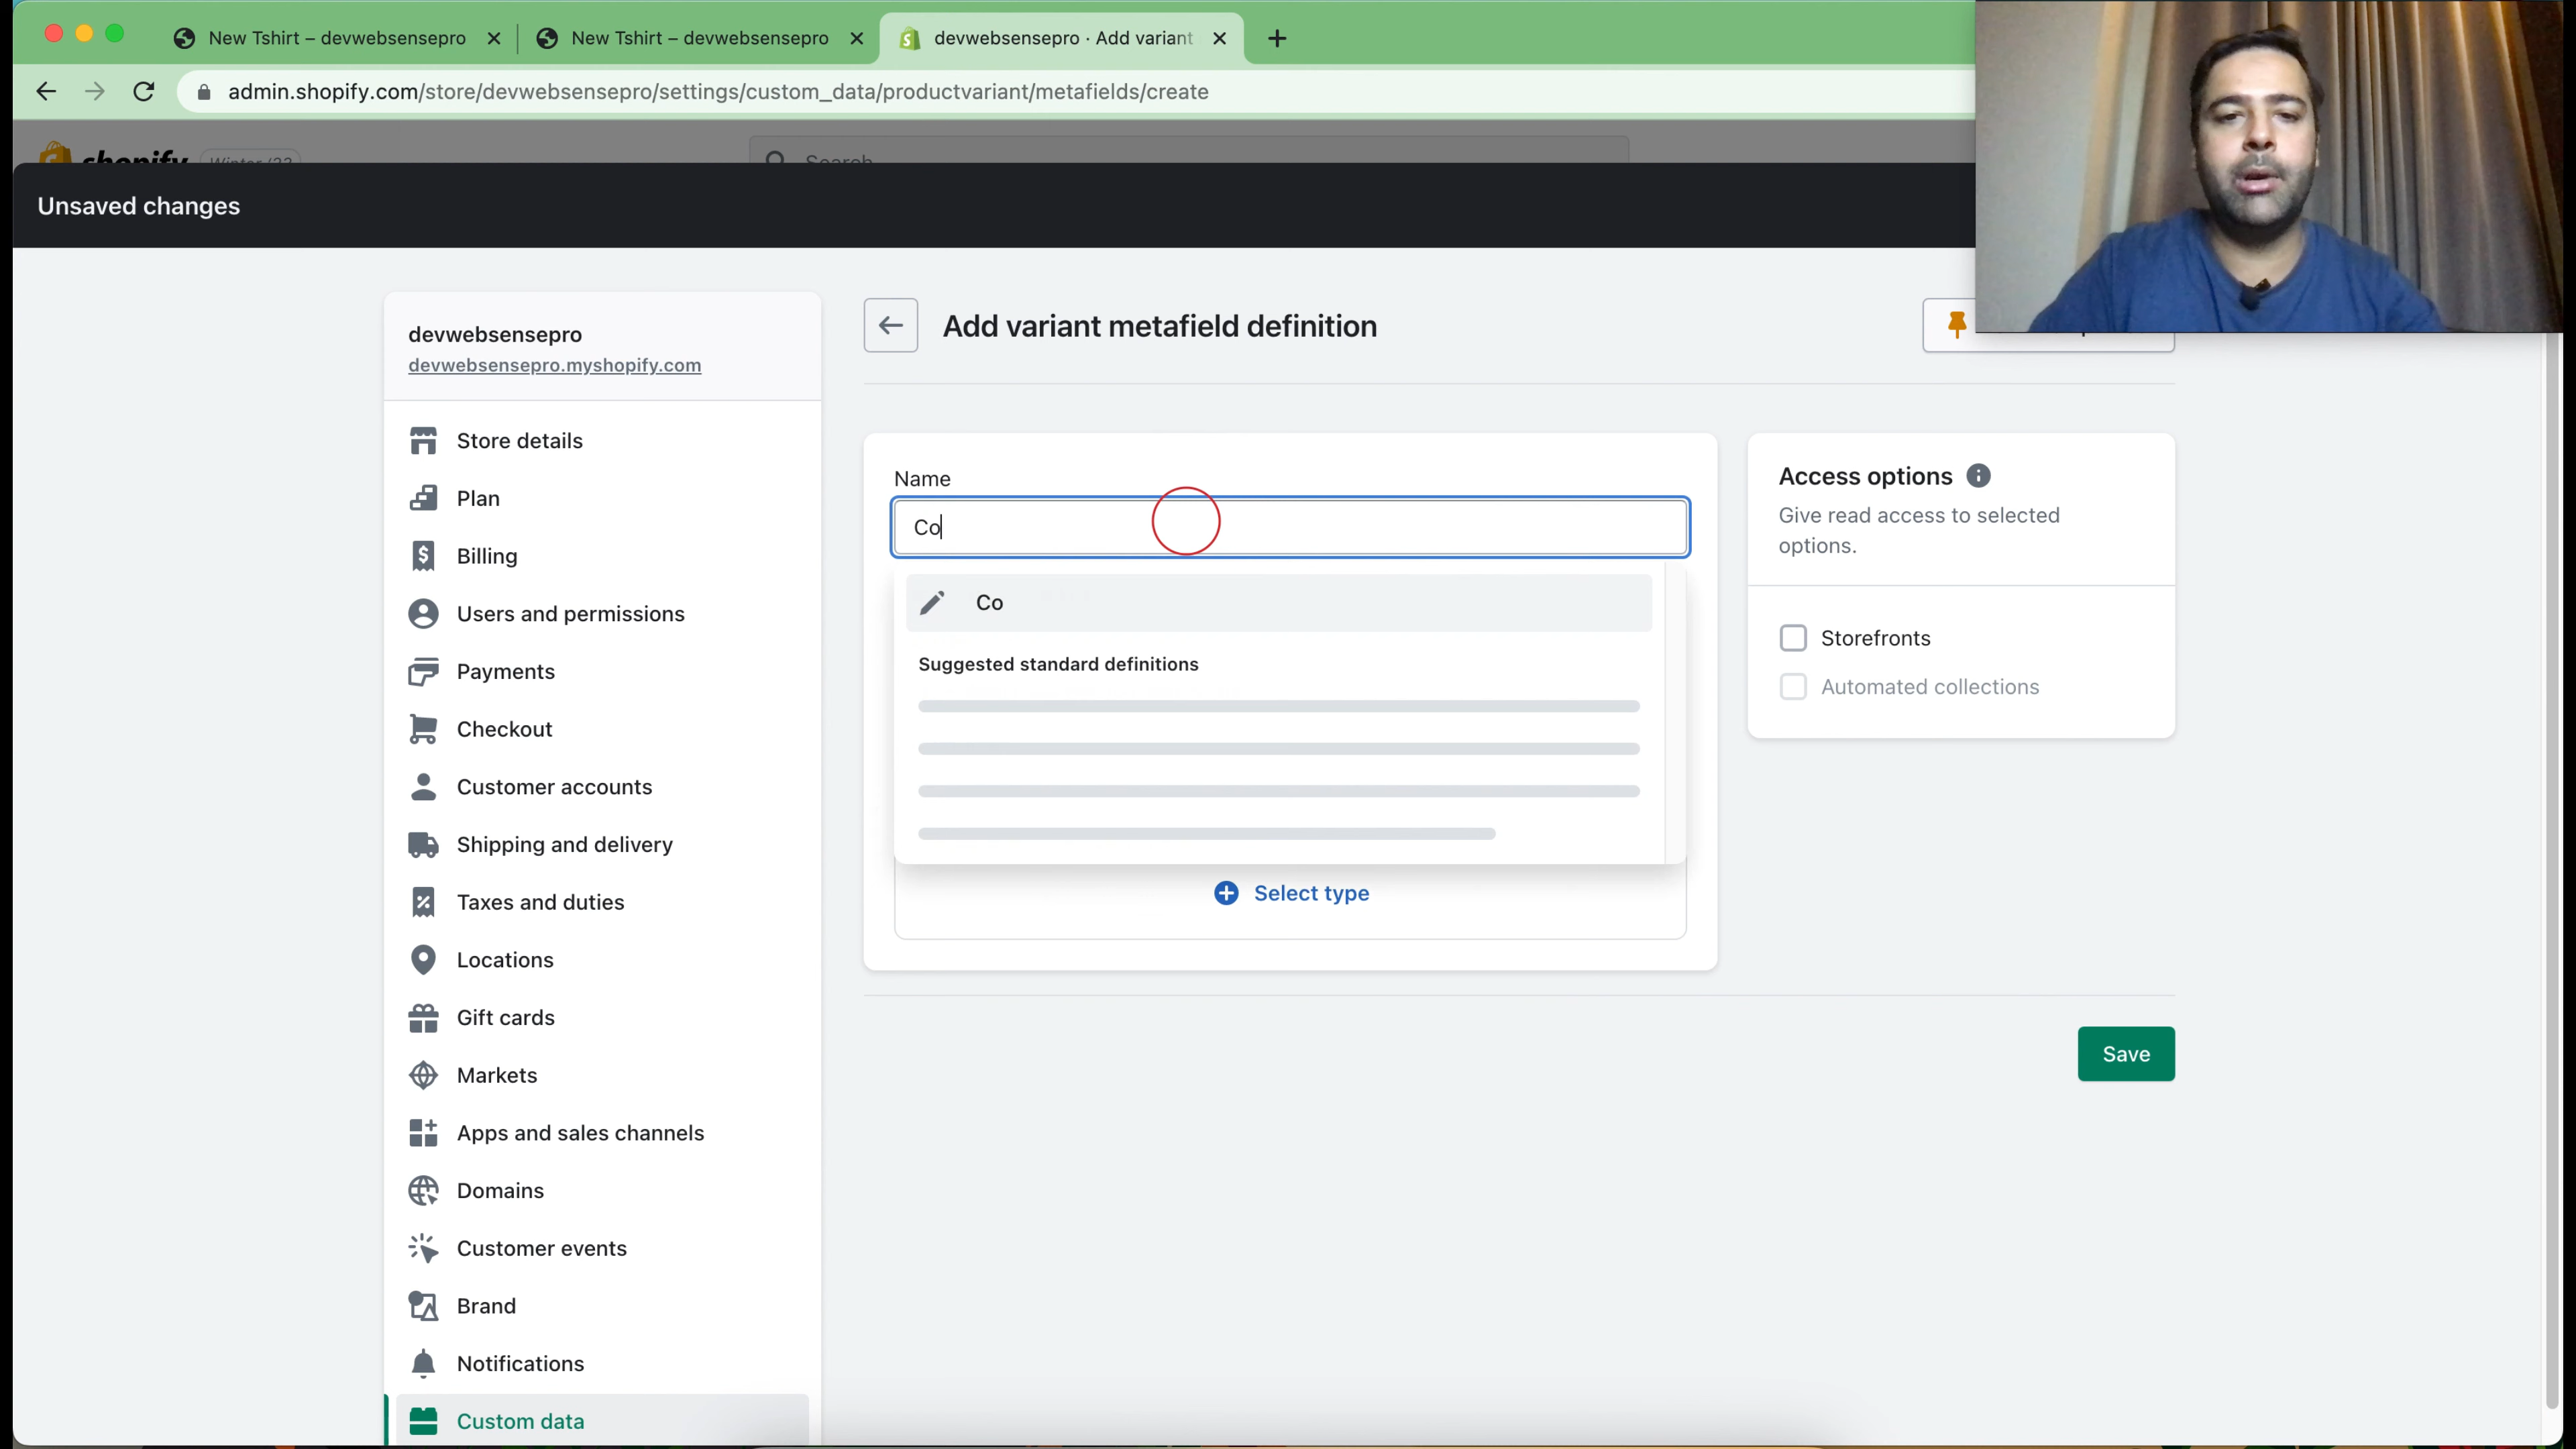 New Tshirt – devwebsensepro
New Tshirt – devwebsensepro
devwebsensepro · Add variant
admin.shopify.com/store/devwebsensepro/settings/custom_data/productvariant/metafields/create
shopify
Winter '23
Search
Unsaved changes
devwebsensepro
devwebsensepro.myshopify.com
Store details
Plan
Billing
Users and permissions
Payments
Checkout
Customer accounts
Shipping and delivery
Taxes and duties
Locations
Gift cards
Markets
Apps and sales channels
Domains
Customer events
Brand
Notifications
Custom data
Add variant metafield definition
Name
Co
Co
Suggested standard definitions
Select type
Access options
Give read access to selected
options.
Storefronts
Automated collections
Save